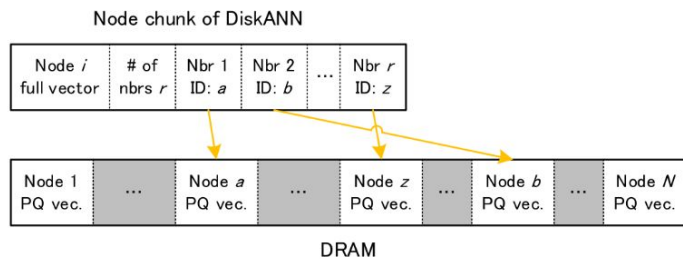 Node chunk of DiskANN
Node i # of Nbr 1 Nbr 2 ... Nbr r
full vector nbrs r ID: a ID: b ID: z
Node 1 ... Node a ... Node z ... Node b ... Node N
PQ vec. PQ vec. PQ vec. PQ vec. PQ vec.
DRAM